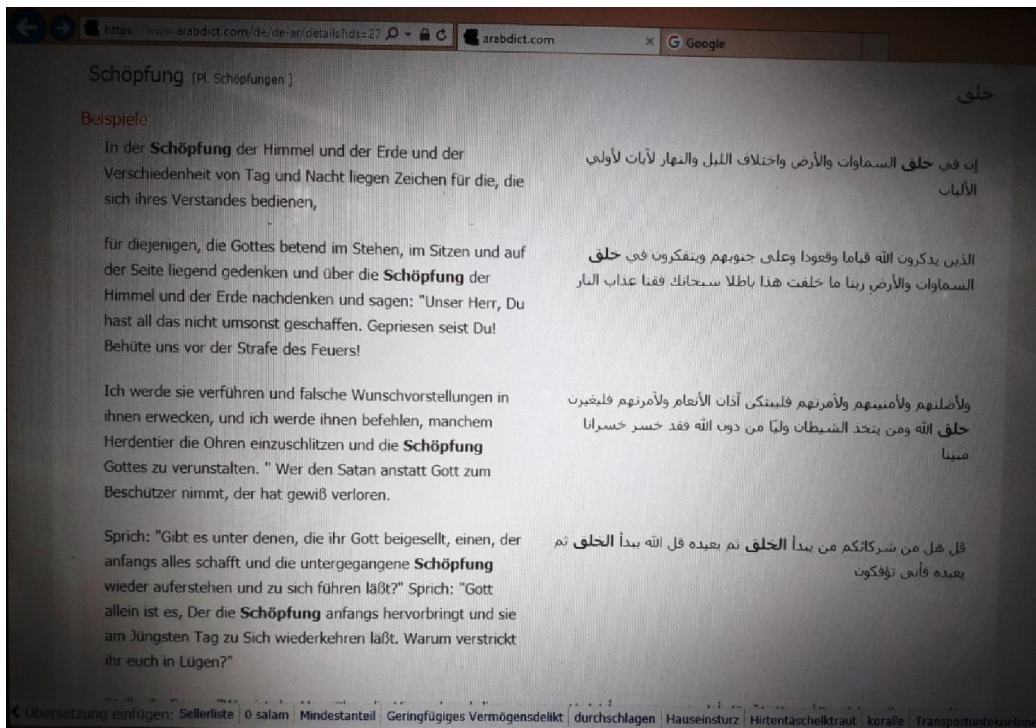 https://www.arabdict.com/de/de-ar/details?ids=27
arabdict.com
Google
Schöpfung [Pl. Schöpfungen ]
خلق
Beispiele
In der Schöpfung der Himmel und der Erde und der
Verschiedenheit von Tag und Nacht liegen Zeichen für die, die
sich ihres Verstandes bedienen,
إن في خلق السماوات والأرض واختلاف الليل والنهار لآيات لأولي
الألباب
für diejenigen, die Gottes betend im Stehen, im Sitzen und auf
der Seite liegend gedenken und über die Schöpfung der
Himmel und der Erde nachdenken und sagen: "Unser Herr, Du
hast all das nicht umsonst geschaffen. Gepriesen seist Du!
Behüte uns vor der Strafe des Feuers!
الذين يذكرون الله قياما وقعودا وعلى جنوبهم ويتفكرون في خلق
السماوات والأرض ربنا ما خلقت هذا باطلا سبحانك فقنا عذاب النار
Ich werde sie verführen und falsche Wunschvorstellungen in
ihnen erwecken, und ich werde ihnen befehlen, manchem
Herdentier die Ohren einzuschlitzen und die Schöpfung
Gottes zu verunstalten. " Wer den Satan anstatt Gott zum
Beschützer nimmt, der hat gewiß verloren.
ولأضلنهم ولأمنينهم ولآمرنهم فليبتكن آذان الأنعام ولآمرنهم فليغيرن
خلق الله ومن يتخذ الشيطان وليّا من دون الله فقد خسر خسرانا
مبينا
Sprich: "Gibt es unter denen, die ihr Gott beigesellt, einen, der
anfangs alles schafft und die untergegangene Schöpfung
wieder auferstehen und zu sich führen läßt?" Sprich: "Gott
allein ist es, Der die Schöpfung anfangs hervorbringt und sie
am Jüngsten Tag zu Sich wiederkehren läßt. Warum verstrickt
ihr euch in Lügen?"
قل هل من شركائكم من يبدأ الخلق ثم يعيده قل الله يبدأ الخلق ثم
يعيده فأنى تؤفكون
Übersetzung einfügen: Sellerliste 0 salam Mindestanteil Geringfügiges Vermögensdelikt durchschlagen Hauseinsturz Hirtentäschelkraut koralle